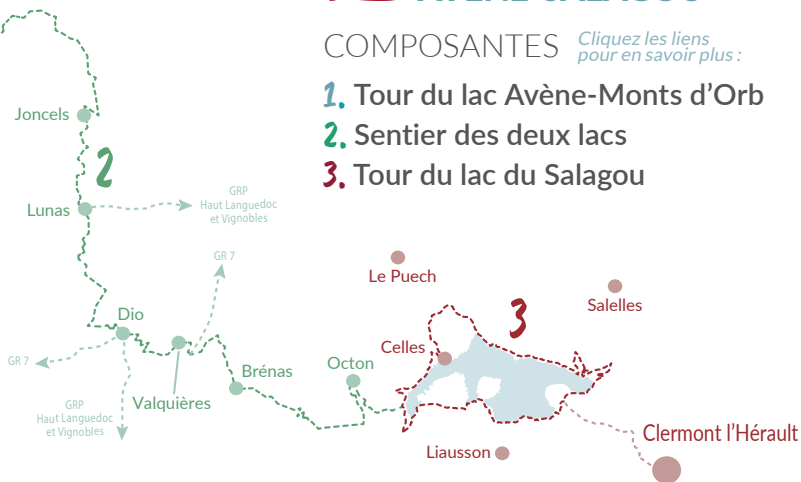 COMPOSANTES
Cliquez les liens
pour en savoir plus :
1. Tour du lac Avène-Monts d’Orb
2. Sentier des deux lacs
3. Tour du lac du Salagou
Joncels
2
Lunas
GRP
Haut Languedoc
et Vignobles
GR 7
Le Puech
Salelles
Dio
3
Celles
GR 7
Octon
Brénas
Valquières
GRP
Haut Languedoc
et Vignobles
Liausson
Clermont l’Hérault